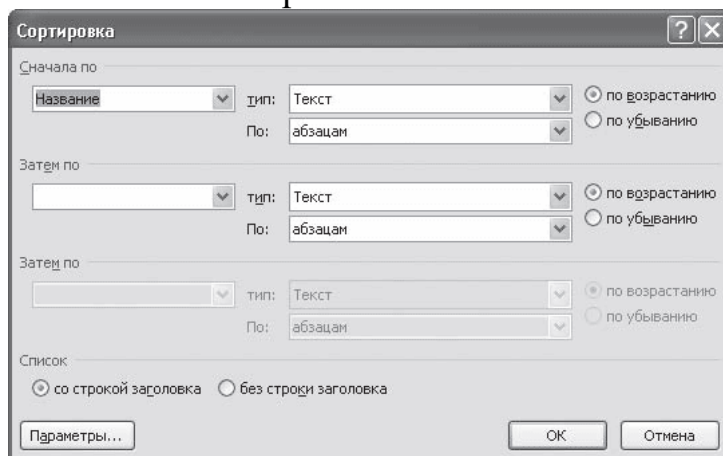 Сортировка
Сначала по
Название тип: Текст по возрастанию
По: абзацам по убыванию
Затем по
тип: Текст по возрастанию
По: абзацам по убыванию
Затем по
тип: Текст по возрастанию
По: абзацам по убыванию
Список
со строкой заголовка без строки заголовка
Параметры... ОК Отмена